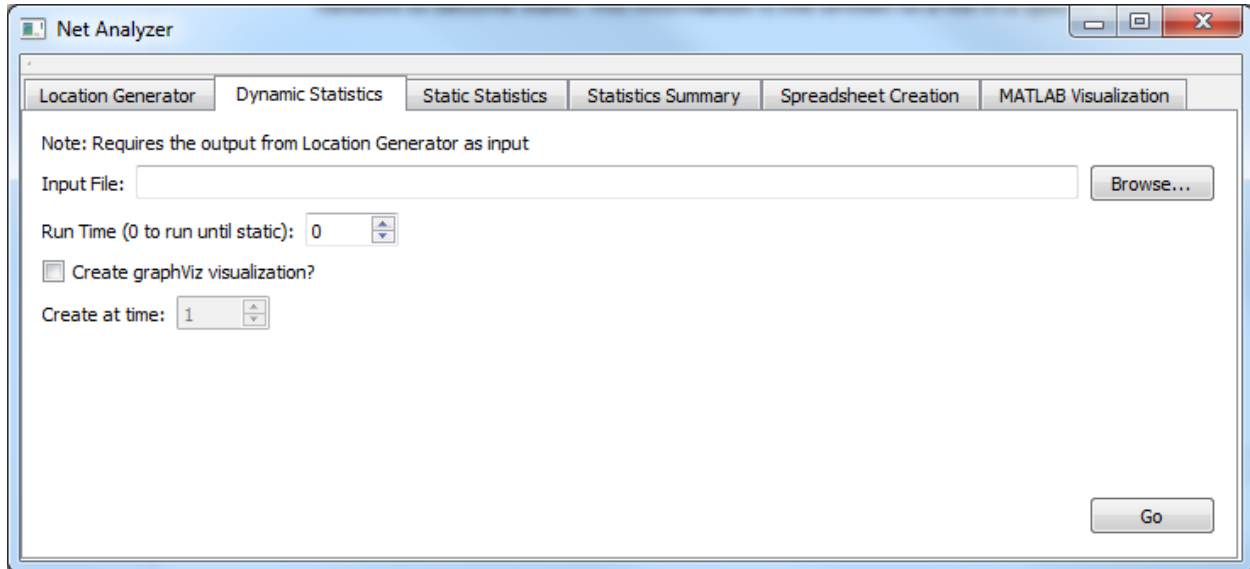 Net Analyzer
Location Generator Dynamic Statistics Static Statistics Statistics Summary Spreadsheet Creation MATLAB Visualization
Note: Requires the output from Location Generator as input
Input File: Browse...
Run Time (0 to run until static): 0
Create graphViz visualization?
Create at time: 1
Go